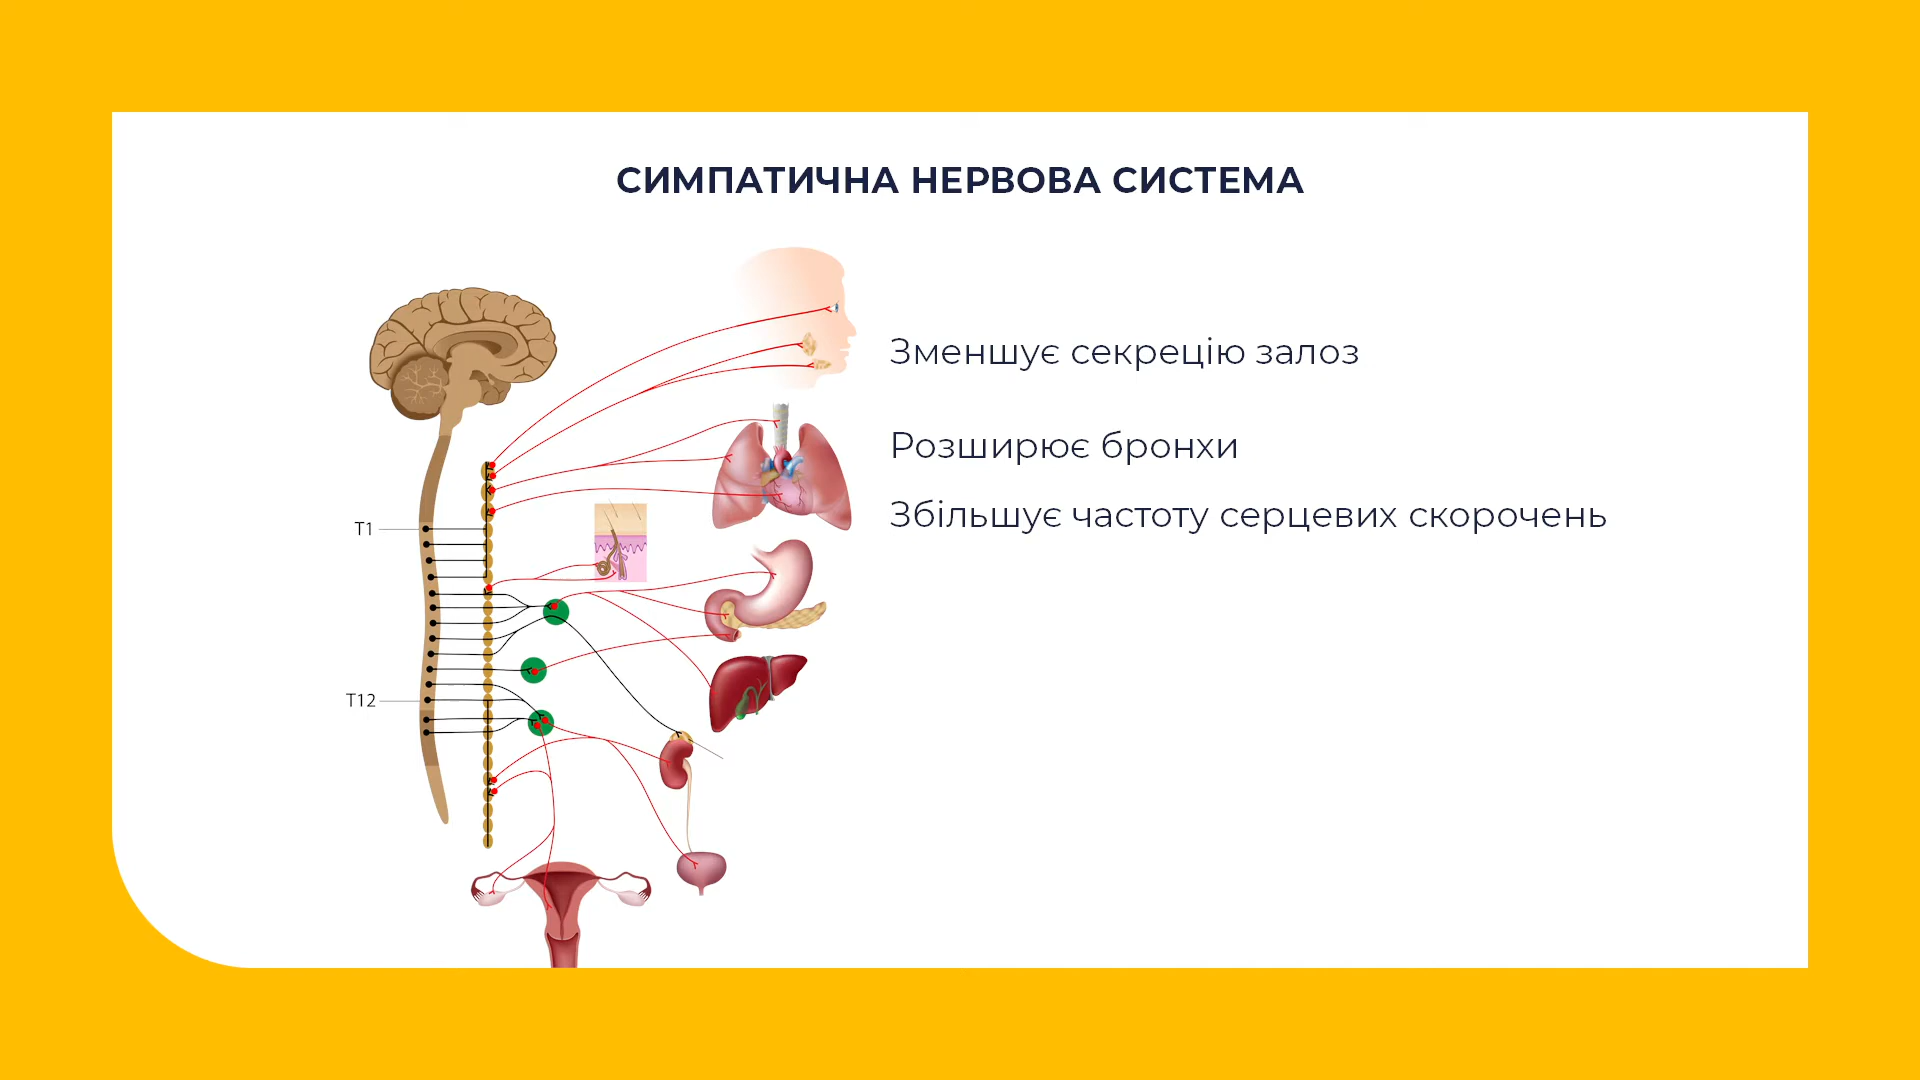 СИМПАТИЧНА НЕРВОВА СИСТЕМА
Зменшує секрецію залоз
Розширює бронхи
Збільшує частоту серцевих скорочень
T1
T12